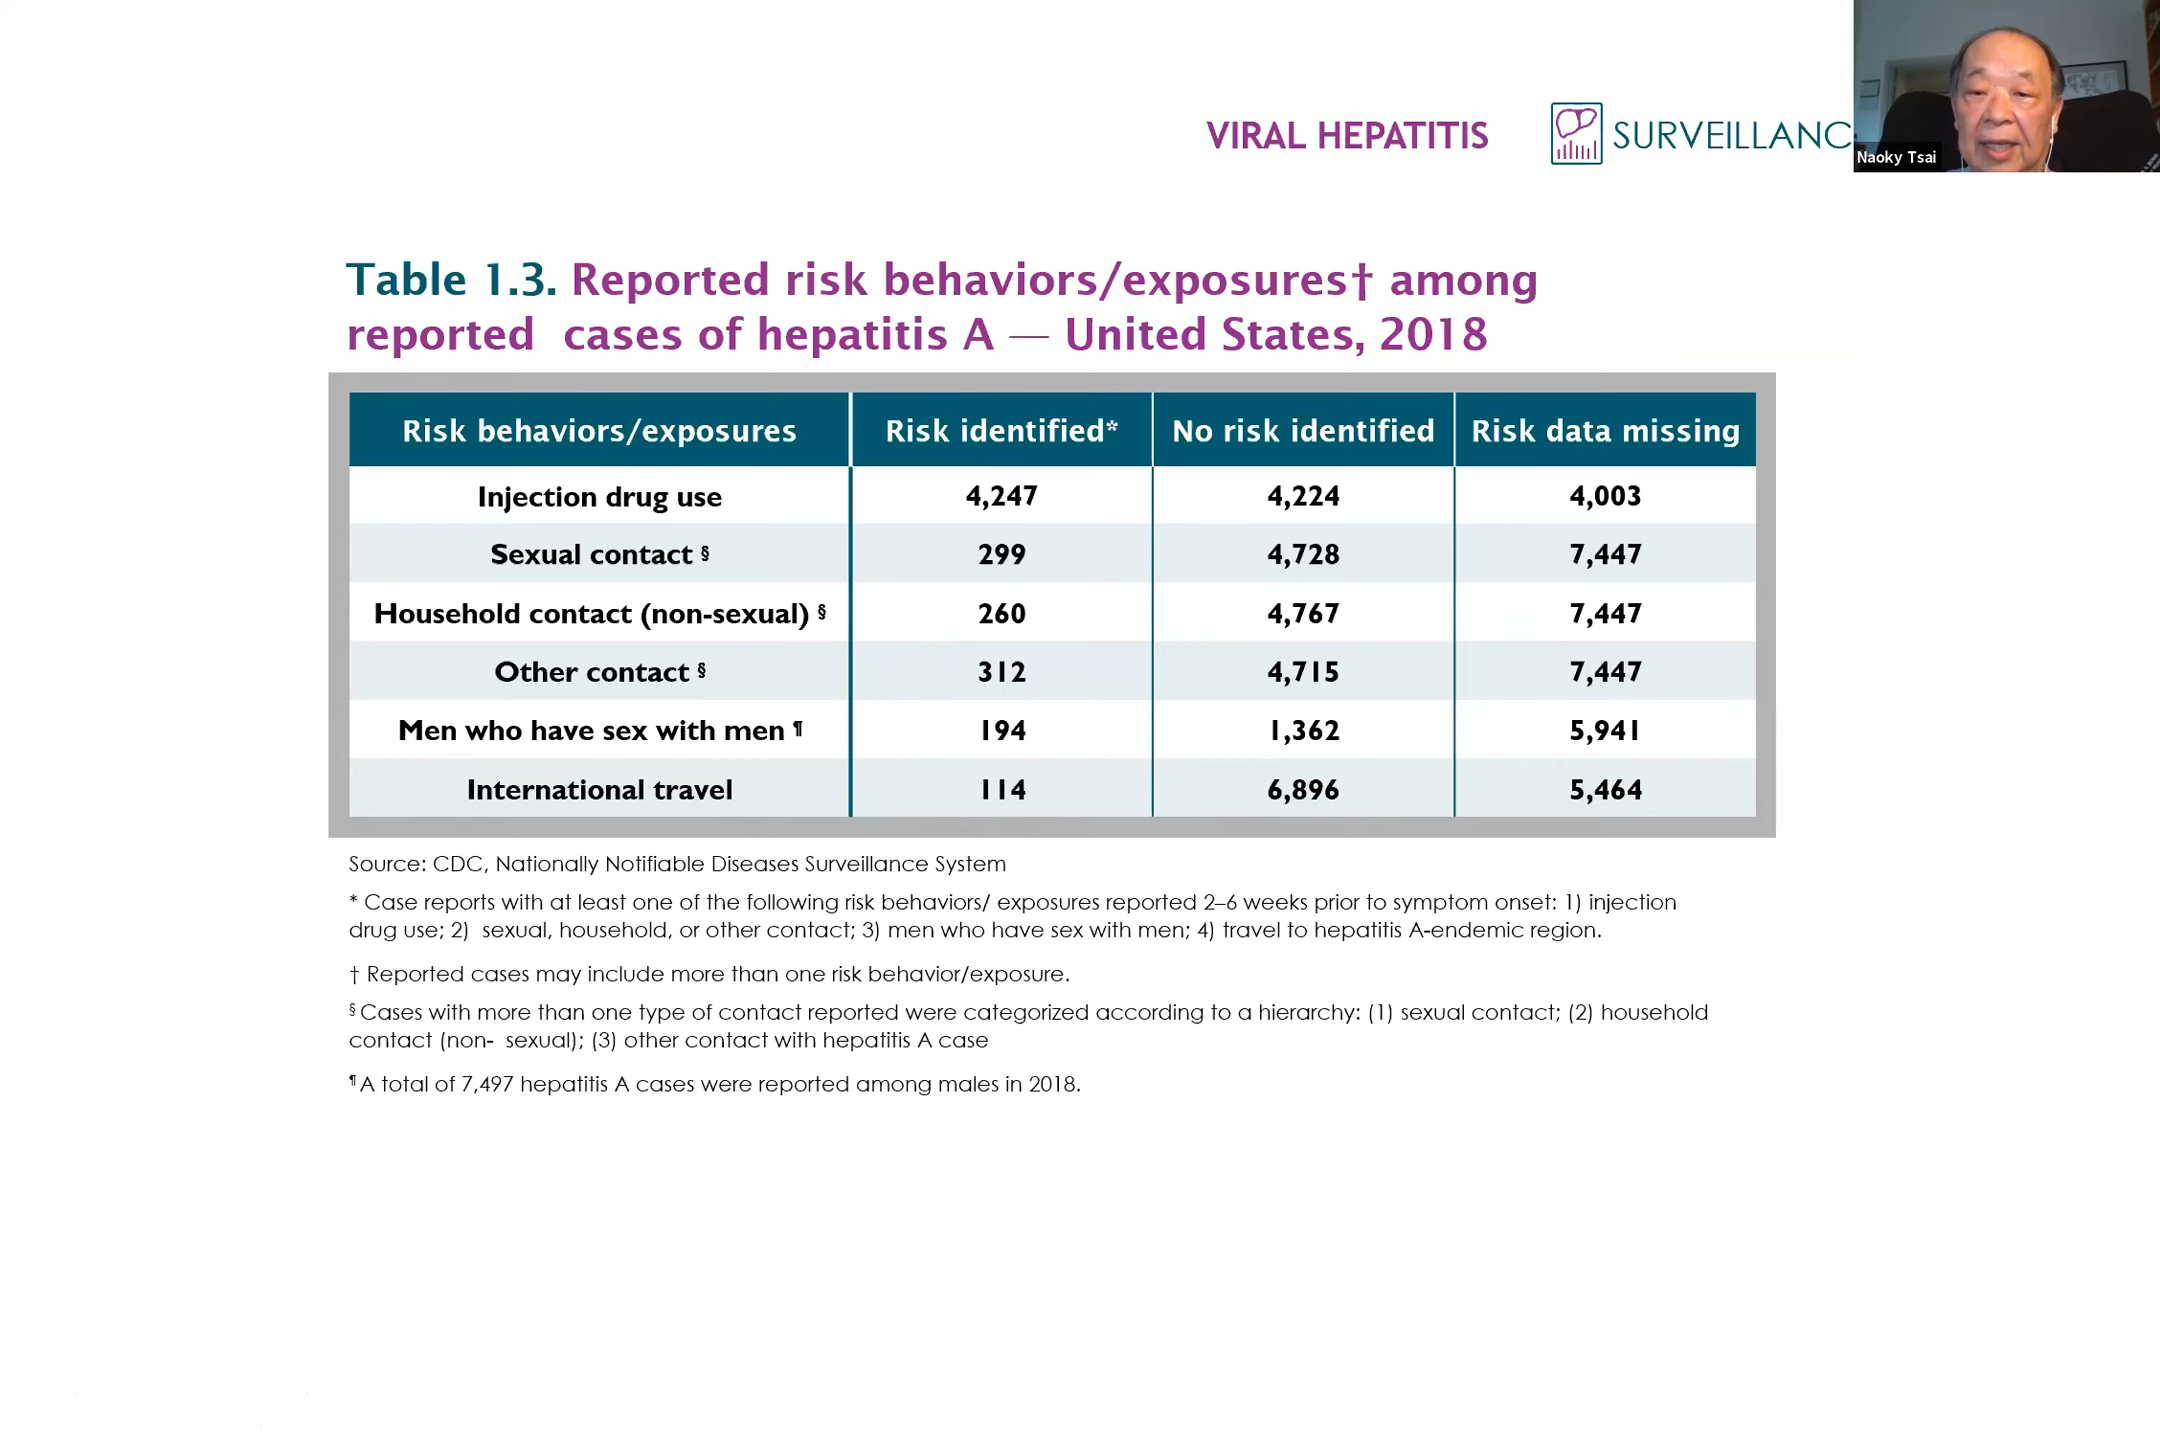 VIRAL HEPATITIS SURVEILLANC
Naoky Tsai
Table 1.3. Reported risk behaviors/exposures† among
reported cases of hepatitis A — United States, 2018
Risk behaviors/exposures Risk identified* No risk identified Risk data missing
Injection drug use 4,247 4,224 4,003
Sexual contact § 299 4,728 7,447
Household contact (non-sexual) § 260 4,767 7,447
Other contact § 312 4,715 7,447
Men who have sex with men ¶ 194 1,362 5,941
International travel 114 6,896 5,464
Source: CDC, Nationally Notifiable Diseases Surveillance System
* Case reports with at least one of the following risk behaviors/ exposures reported 2–6 weeks prior to symptom onset: 1) injection
drug use; 2) sexual, household, or other contact; 3) men who have sex with men; 4) travel to hepatitis A-endemic region.
† Reported cases may include more than one risk behavior/exposure.
§ Cases with more than one type of contact reported were categorized according to a hierarchy: (1) sexual contact; (2) household
contact (non- sexual); (3) other contact with hepatitis A case
¶ A total of 7,497 hepatitis A cases were reported among males in 2018.